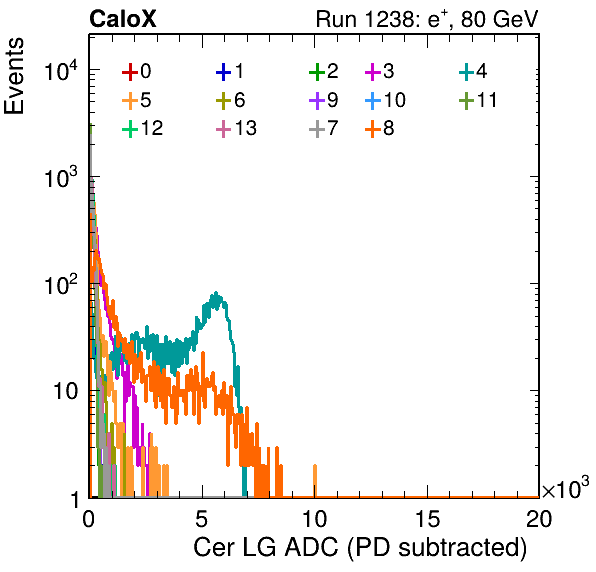 CaloX Run 1238: e⁺, 80 GeV
Events
10⁴
10³
10²
10
1
0 1 2 3 4
5 6 9 10 11
12 13 7 8
0 5 10 15 20
×10³
Cer LG ADC (PD subtracted)